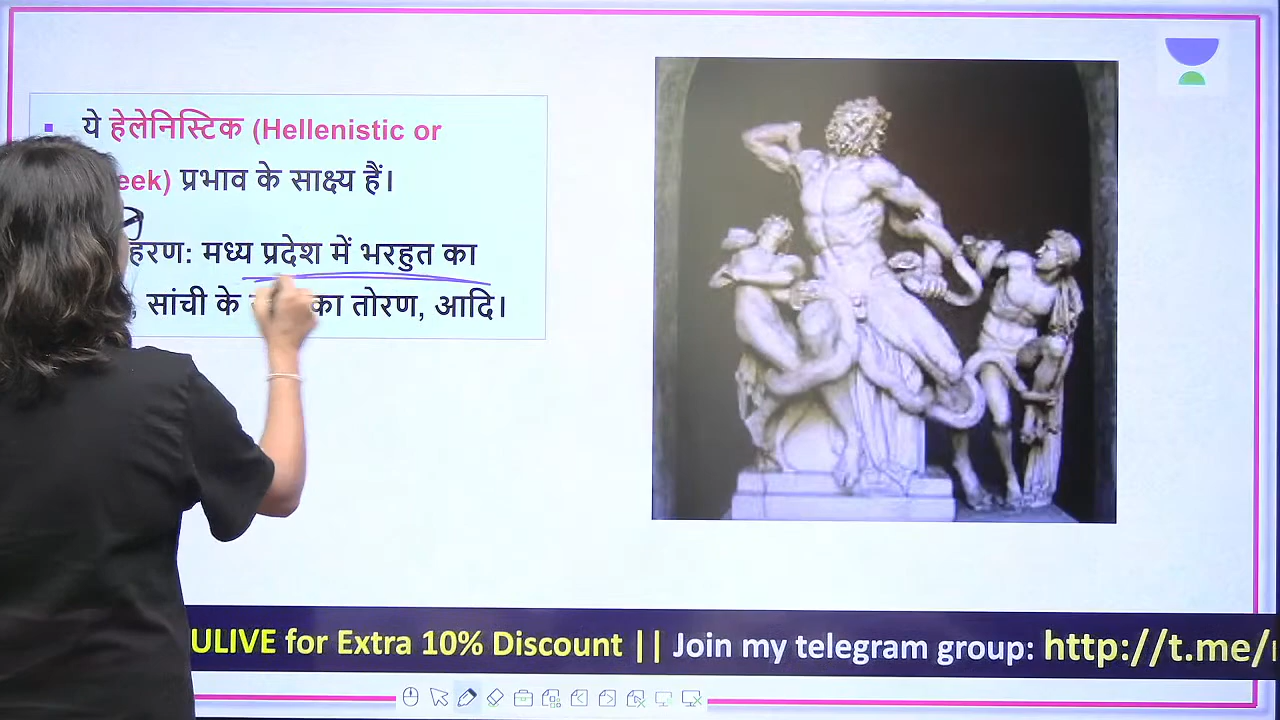 ये हेलेनिस्टिक (Hellenistic or
eek) प्रभाव के साक्ष्य हैं।
हरण: मध्य प्रदेश में भरहुत का
, सांची के का तोरण, आदि।
ULIVE for Extra 10% Discount || Join my telegram group: http://t.me/